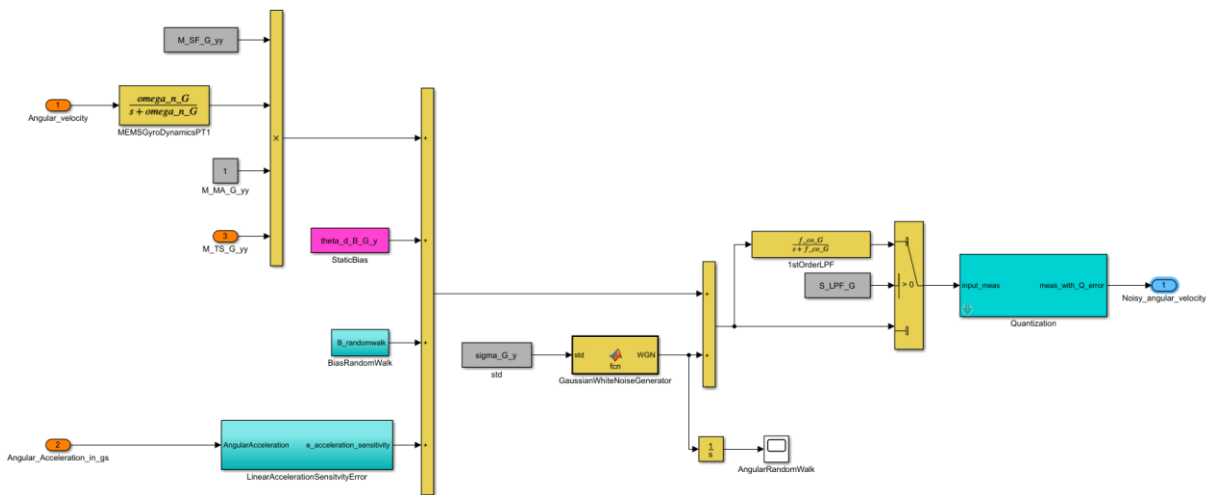 M_SF_G_yy
×
1
Angular_velocity
omega_n_G
s + omega_n_G
MEMSGyroDynamicsPT1
1
M_MA_G_yy
3
M_TS_G_yy
+
theta_d_B_G_y
StaticBias
+
B_randomwalk
BiasRandomWalk
+
2
Angular_Acceleration_in_gs
AngularAcceleration
e_acceleration_sensitivity
LinearAccelerationSensitvityError
+
sigma_G_y
std
std
fcn
WGN
GaussianWhiteNoiseGenerator
+
+
1
s
AngularRandomWalk
f_co_G
s + f_co_G
1stOrderLPF
S_LPF_G
> 0
input_meas
meas_with_Q_error
Quantization
1
Noisy_angular_velocity